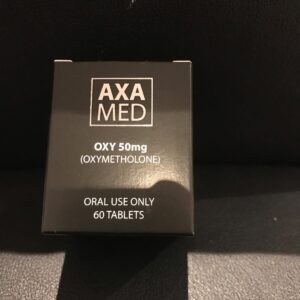 AXA
MED
OXY 50mg
(OXYMETHOLONE)
ORAL USE ONLY
60 TABLETS